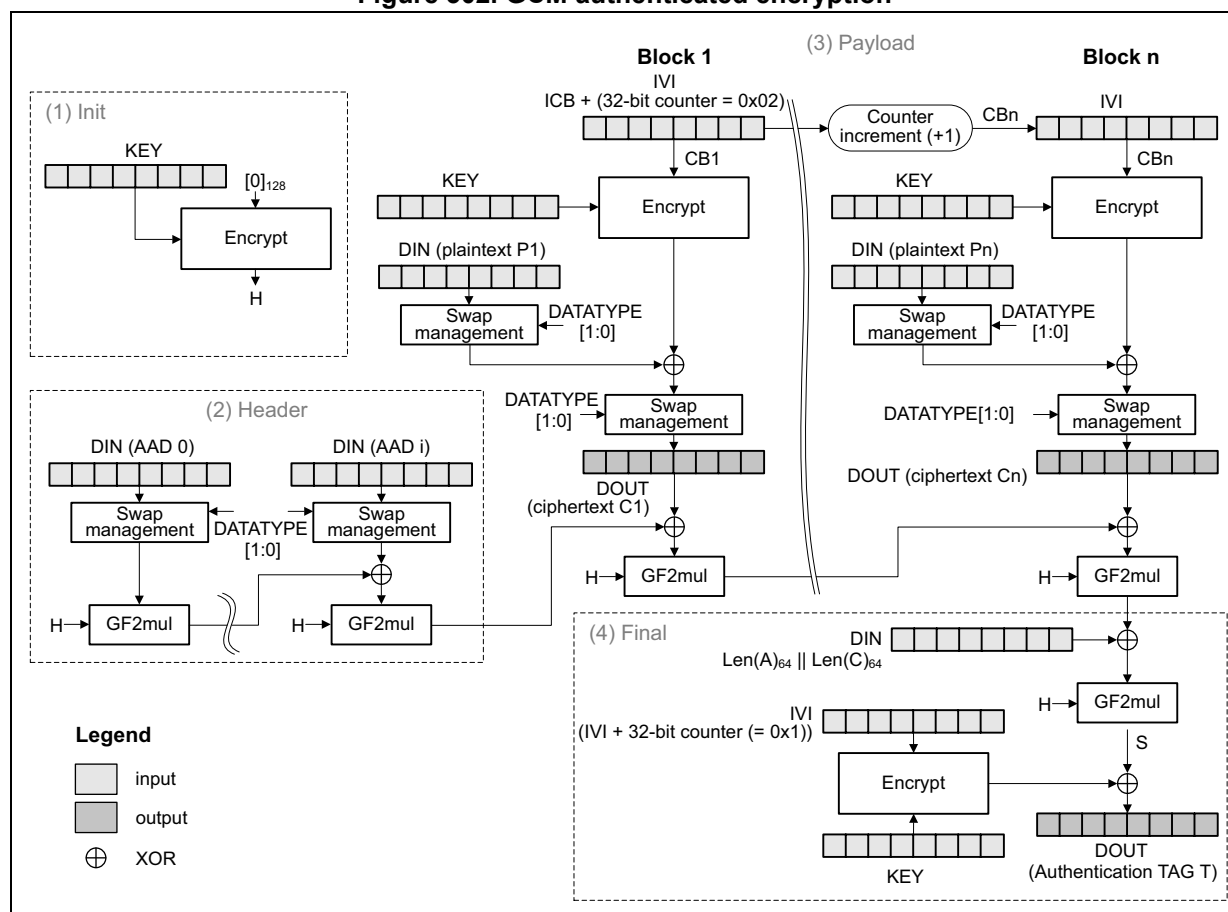 (3) Payload
Block 1
Block n
IVI
ICB + (32-bit counter = 0x02)
Counter
increment (+1)
CBn
IVI
CB1
CBn
(1) Init
KEY
[0]128
Encrypt
H
KEY
Encrypt
KEY
Encrypt
DIN (plaintext P1)
Swap
management
DATATYPE
[1:0]
DIN (plaintext Pn)
Swap
management
DATATYPE
[1:0]
DATATYPE
[1:0]
Swap
management
DATATYPE[1:0]
Swap
management
DOUT
(ciphertext C1)
DOUT (ciphertext Cn)
(2) Header
DIN (AAD 0)
DIN (AAD i)
Swap
management
DATATYPE
[1:0]
Swap
management
H
GF2mul
H
GF2mul
H
GF2mul
H
GF2mul
(4) Final
DIN
Len(A)64 || Len(C)64
H
GF2mul
S
IVI
(IVI + 32-bit counter (= 0x1))
Encrypt
KEY
DOUT
(Authentication TAG T)
Legend
input
output
XOR